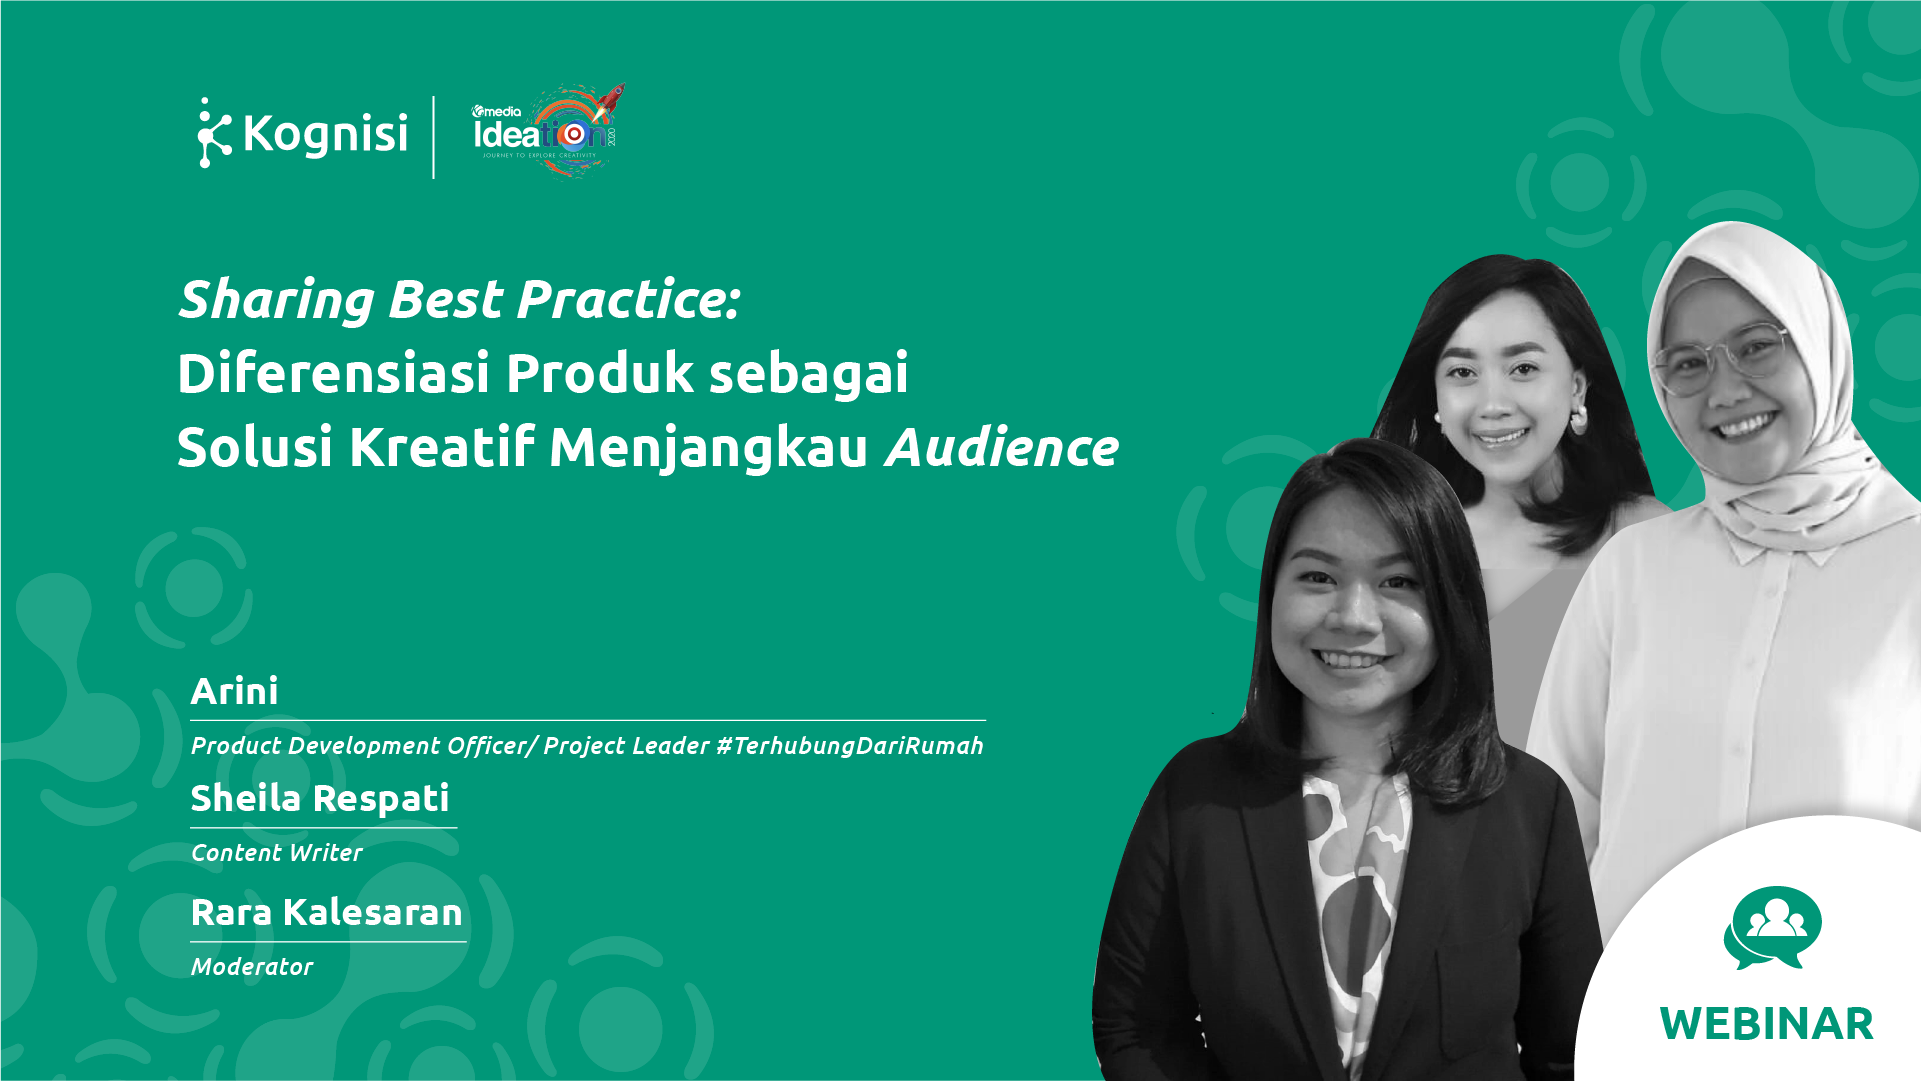 Kognisi
KGmedia
Ideation
2020
JOURNEY TO EXPLORE CREATIVITY
Sharing Best Practice:
Diferensiasi Produk sebagai
Solusi Kreatif Menjangkau Audience
Arini
Product Development Officer/ Project Leader #TerhubungDariRumah
Sheila Respati
Content Writer
Rara Kalesaran
Moderator
WEBINAR